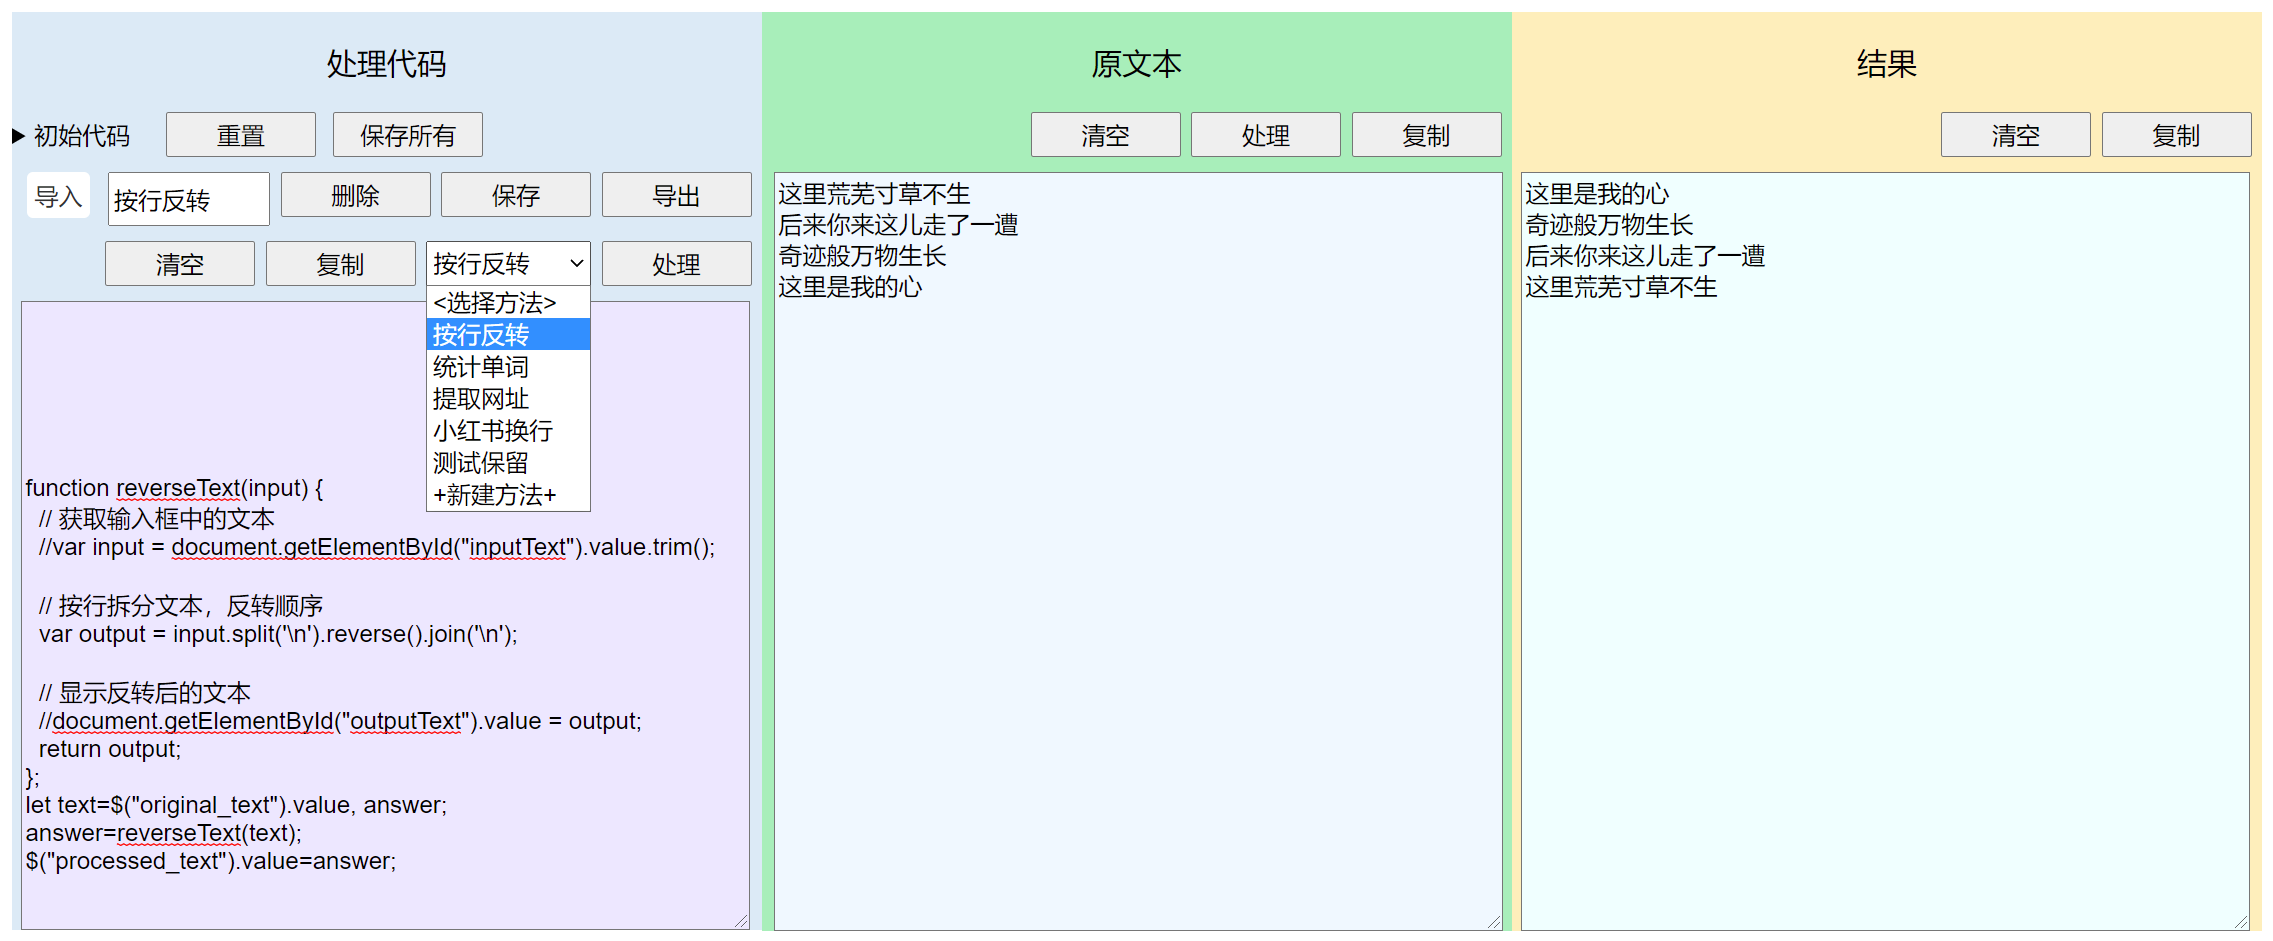 处理代码
初始代码 重置 保存所有
导入 按行反转 删除 保存 导出
清空 复制 按行反转 处理
<选择方法>
按行反转
统计单词
提取网址
小红书换行
测试保留
+新建方法+
function reverseText(input) {
// 获取输入框中的文本
//var input = document.getElementById("inputText").value.trim();
// 按行拆分文本，反转顺序
var output = input.split('\n').reverse().join('\n');
// 显示反转后的文本
//document.getElementById("outputText").value = output;
return output;
};
let text=$("original_text").value, answer;
answer=reverseText(text);
$("processed_text").value=answer;
原文本
清空 处理 复制
这里荒芜寸草不生
后来你来这儿走了一遭
奇迹般万物生长
这里是我的心
结果
清空 复制
这里是我的心
奇迹般万物生长
后来你来这儿走了一遭
这里荒芜寸草不生